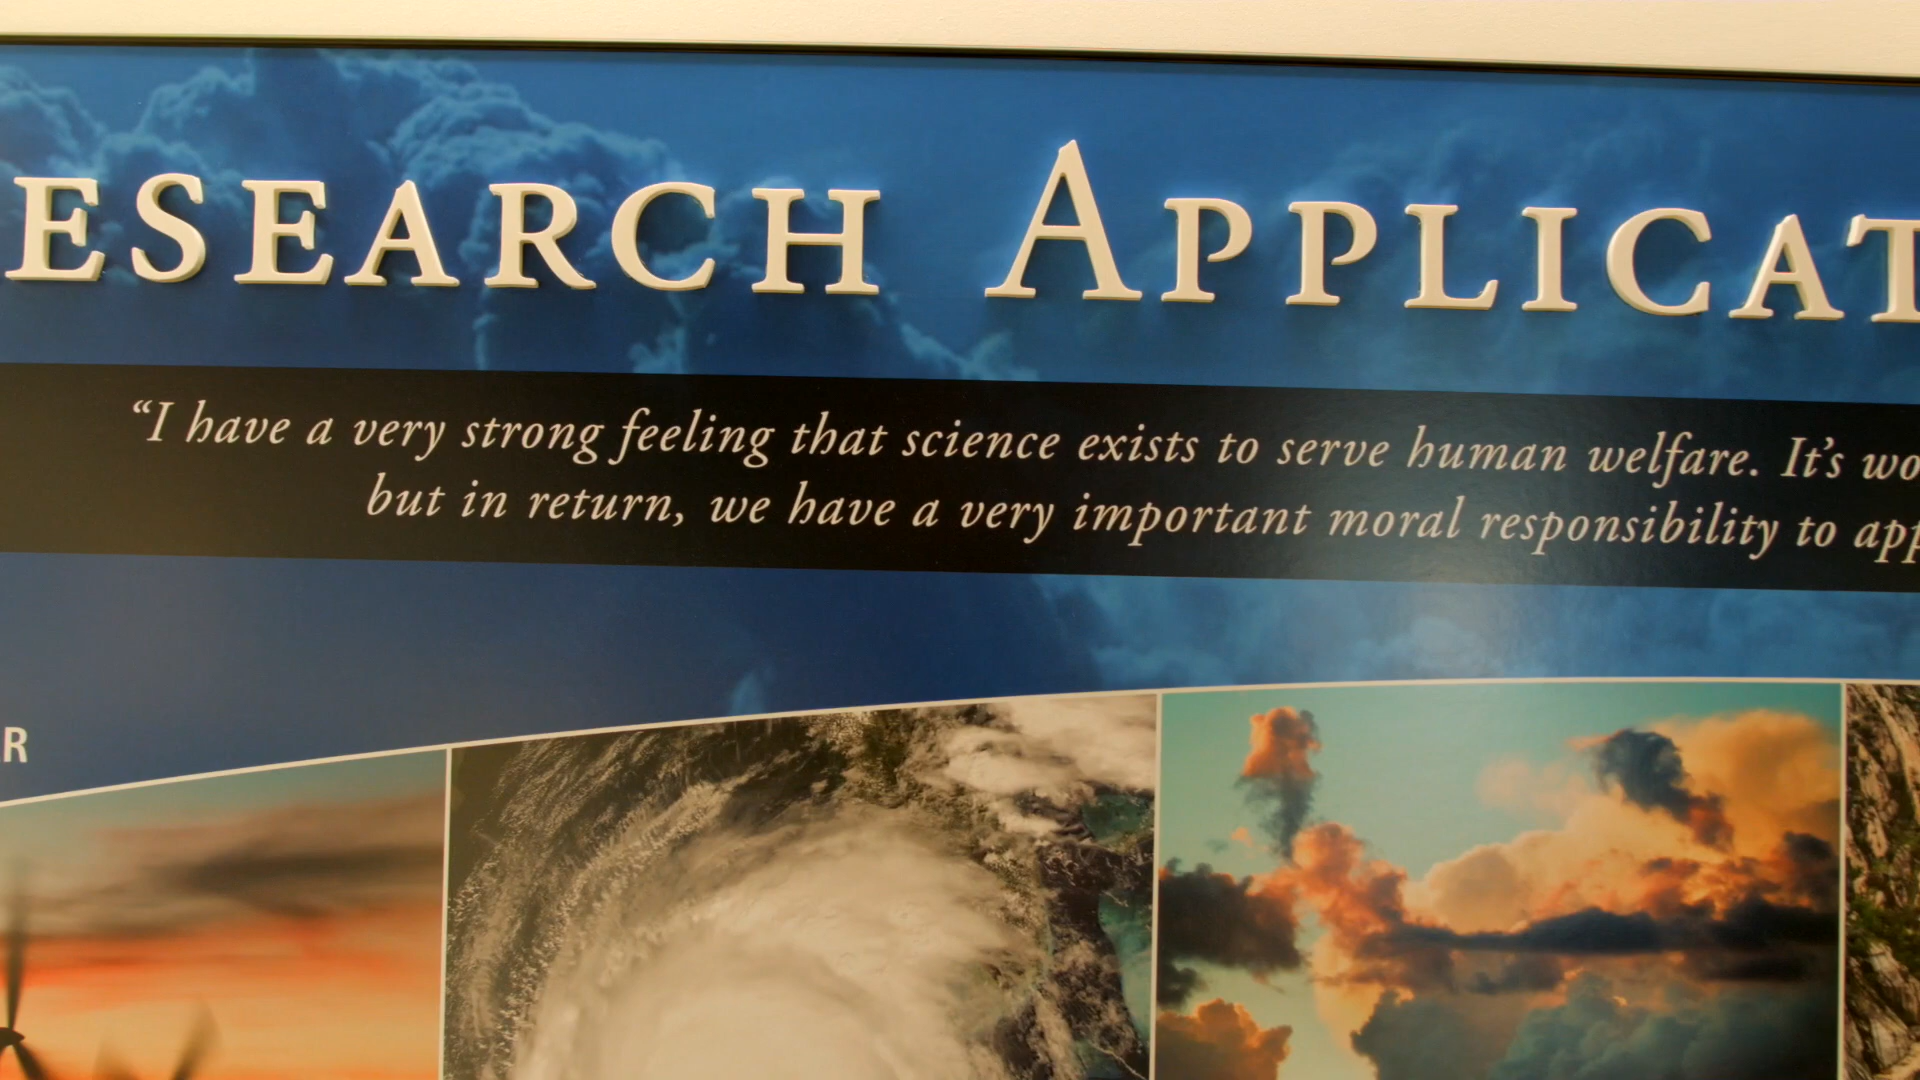 ESEARCH APPLICAT
"I have a very strong feeling that science exists to serve human welfare. It's wo
but in return, we have a very important moral responsibility to app
R